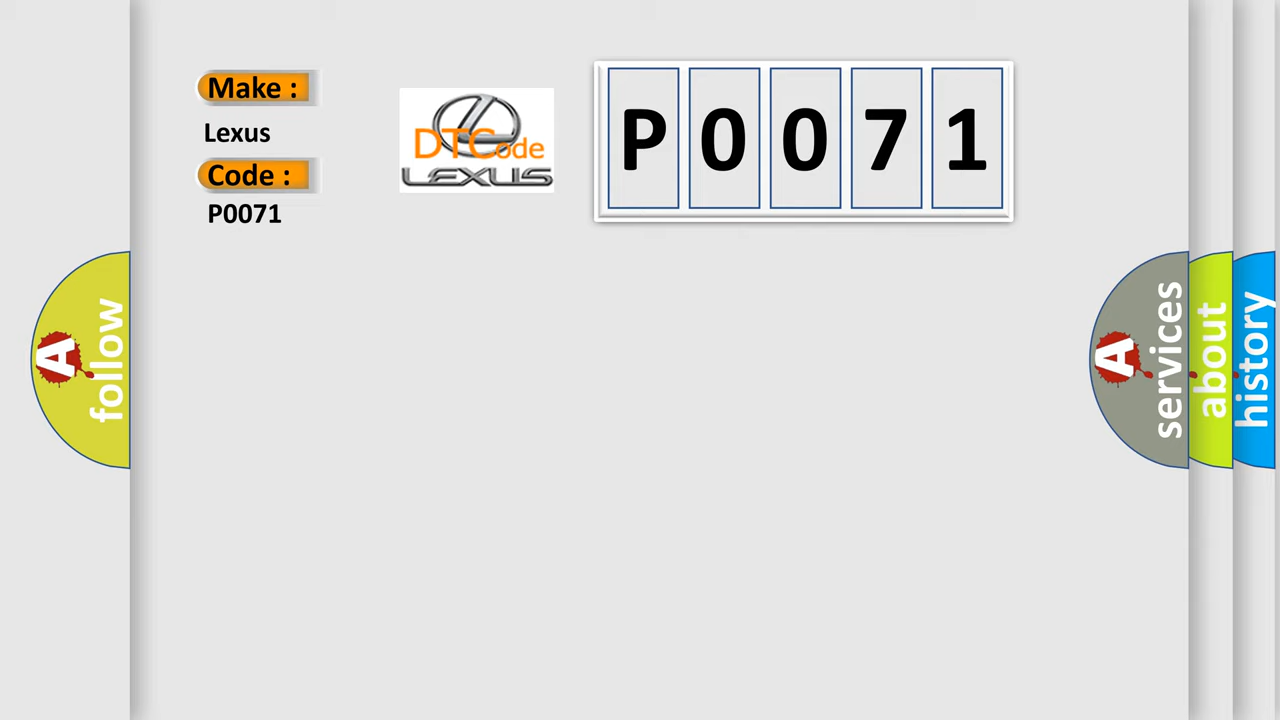 Make :
Lexus
Code :
P0071
DTCode
LEXUS
P 0 0 7 1
A follow
A services
about
history